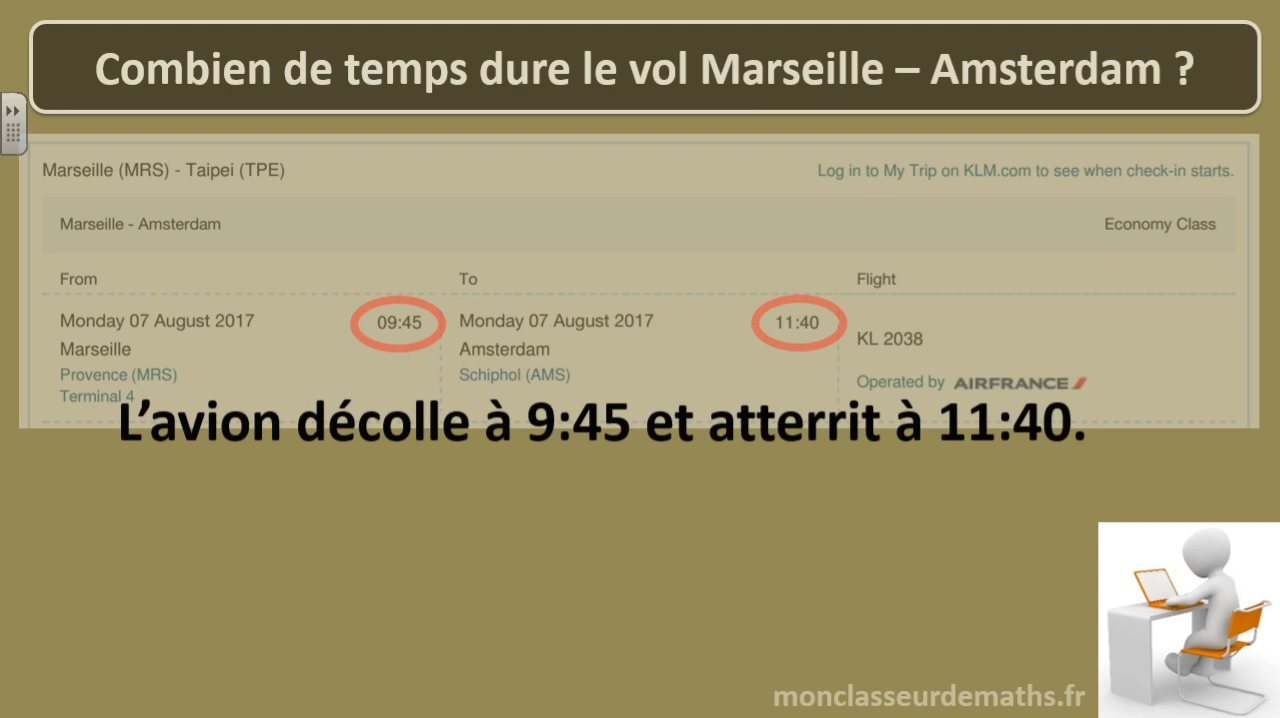 Combien de temps dure le vol Marseille – Amsterdam ?
Marseille (MRS) - Taipei (TPE)
Log in to My Trip on KLM.com to see when check-in starts.
Marseille - Amsterdam
Economy Class
From
To
Flight
Monday 07 August 2017
09:45
Monday 07 August 2017
11:40
Marseille
Amsterdam
KL 2038
Provence (MRS)
Schiphol (AMS)
Operated by AIRFRANCE
Terminal 4
L’avion décolle à 9:45 et atterrit à 11:40.
monclasseurdemaths.fr